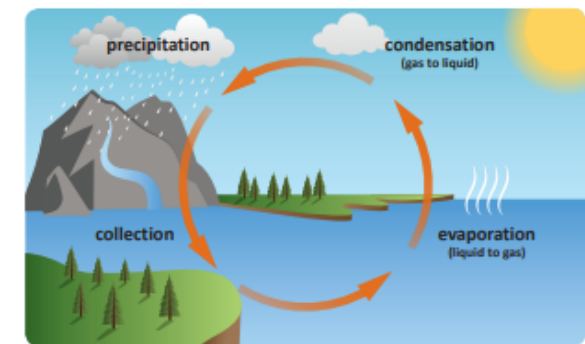 precipitation
condensation
(gas to liquid)
collection
evaporation
(liquid to gas)